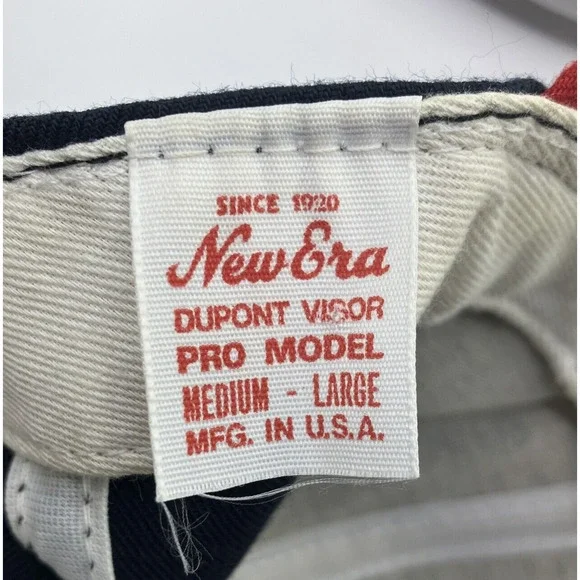 SINCE 1920
New Era
DUPONT VISOR
PRO MODEL
MEDIUM - LARGE
MFG. IN U.S.A.